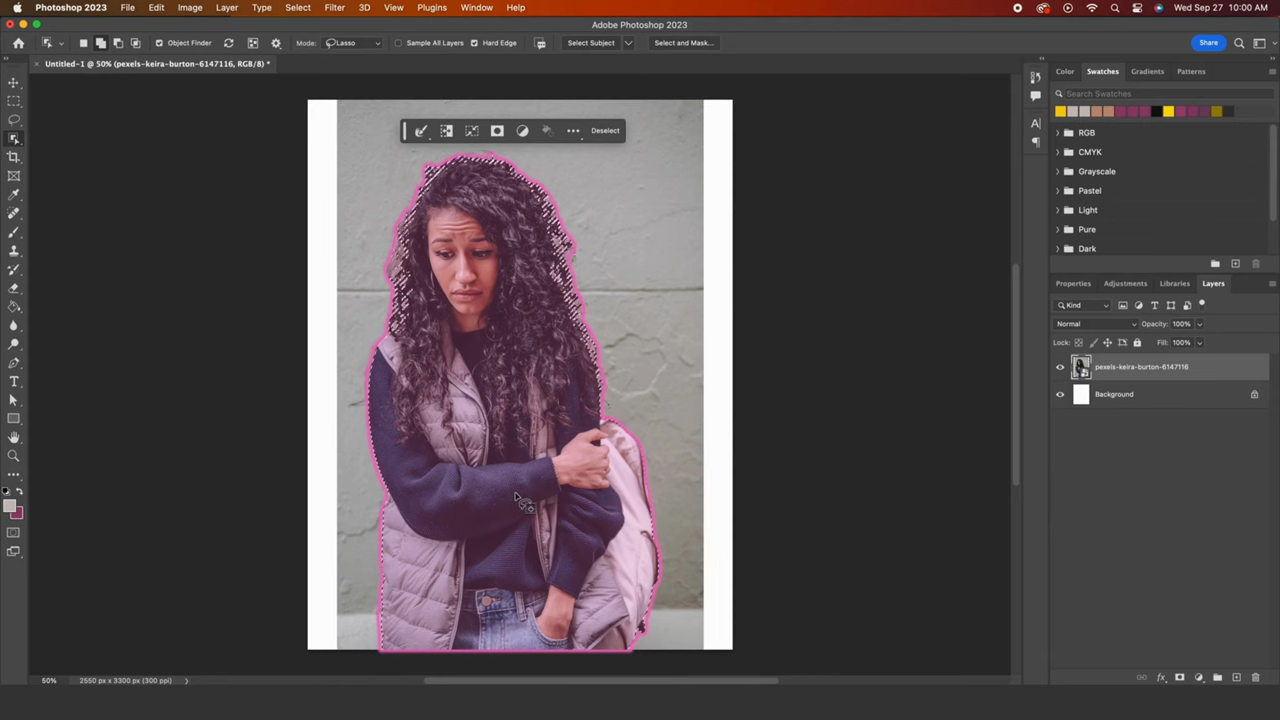 Photoshop 2023 File Edit Image Layer Type Select Filter 3D View Plugins Window Help Wed Sep 27 10:00 AM
Adobe Photoshop 2023
Object Finder Mode: Lasso Sample All Layers Hard Edge Select Subject Select and Mask... Share
Untitled-1 @ 50% (pexels-keira-burton-6147116, RGB/8) *
Color Swatches Gradients Patterns
Search Swatches
Deselect
RGB
CMYK
Grayscale
Pastel
Light
Pure
Dark
Properties Adjustments Libraries Layers
Kind
Normal Opacity: 100%
Lock: Fill: 100%
pexels-keira-burton-6147116
Background
50% 2550 px x 3300 px (300 ppi)